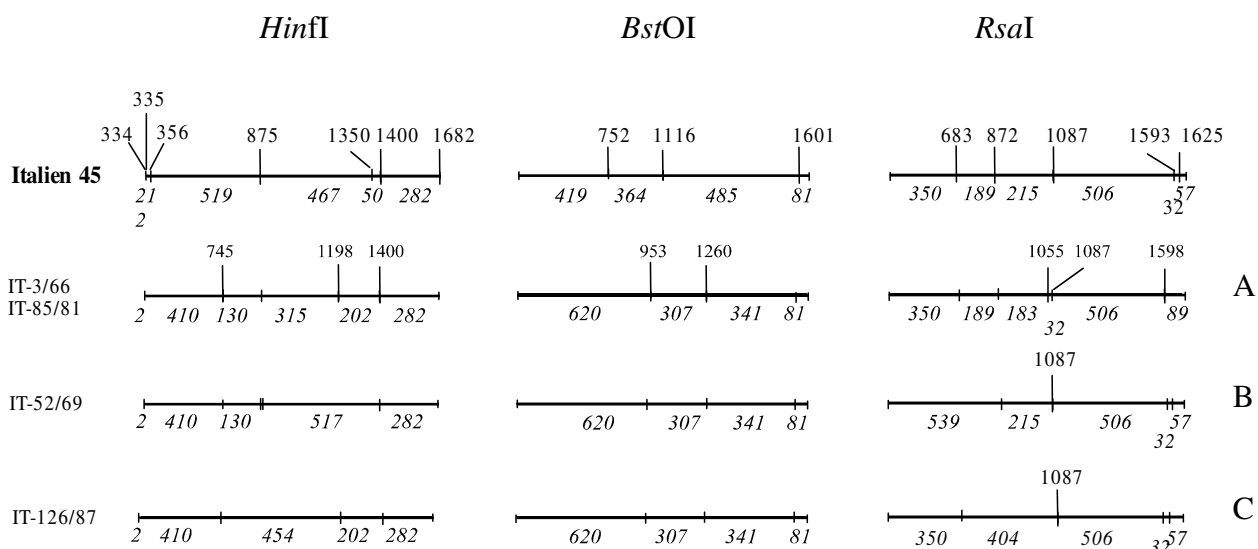 HinfI BstOI RsaI
335
334 356 875 1350 1400 1682 752 1116 1601 683 872 1087 1593 1625
Italien 45
21 519 467 50 282 419 364 485 81 350 189 215 506 57
2 32
745 1198 1400 953 1260 1055 1087 1598
IT-3/66
IT-85/81
A
2 410 130 315 202 282 620 307 341 81 350 189 183 506 89
32
1087
IT-52/69 B
2 410 130 517 282 620 307 341 81 539 215 506 57
32
1087
IT-126/87 C
2 410 454 202 282 620 307 341 81 350 404 506 57
32